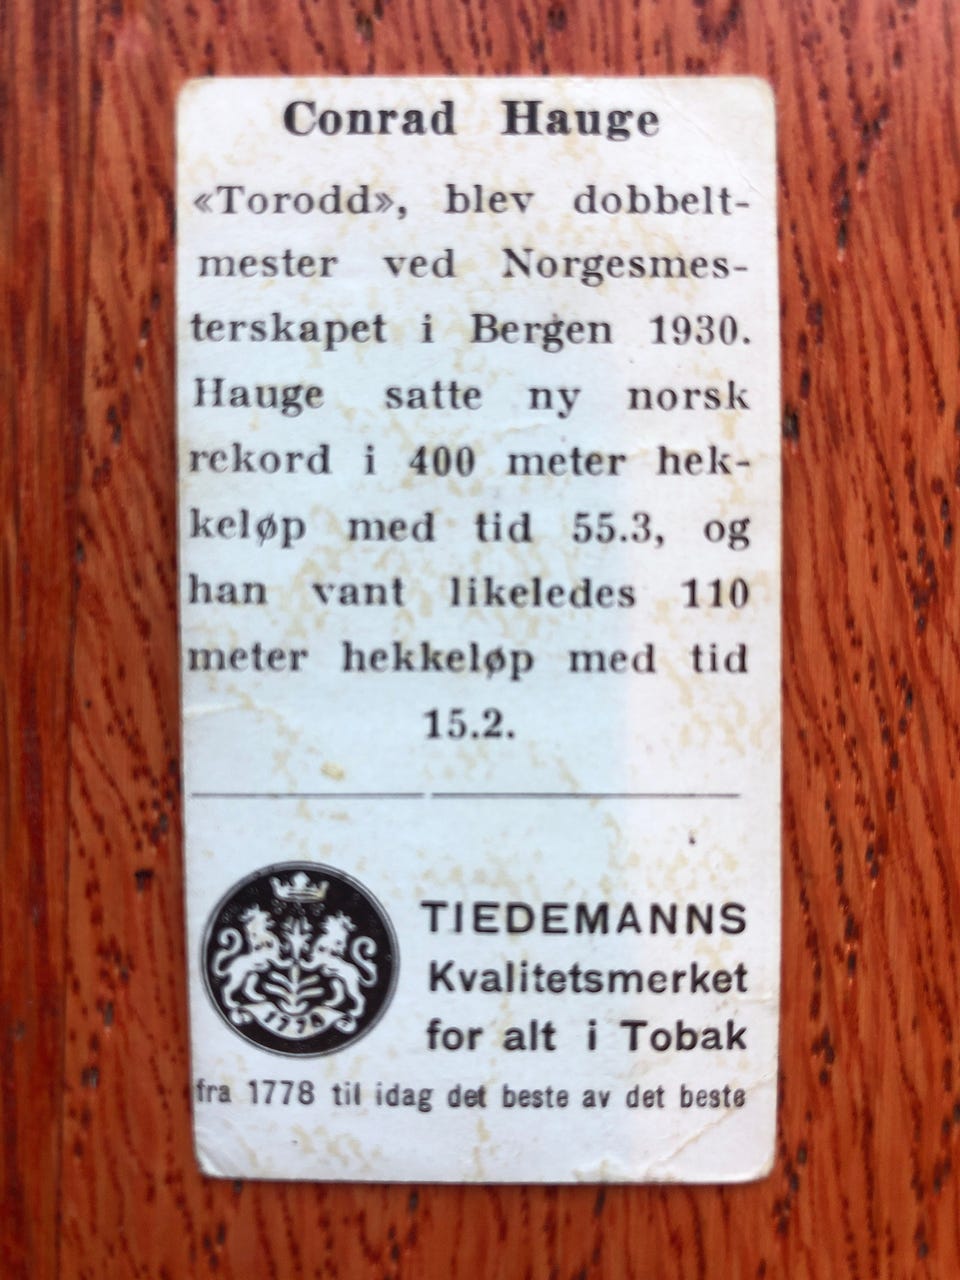 Conrad Hauge
«Torodd», blev dobbelt-
mester ved Norgesmes-
terskapet i Bergen 1930.
Hauge satte ny norsk
rekord i 400 meter hek-
keløp med tid 55.3, og
han vant likeledes 110
meter hekkeløp med tid
15.2.
TIEDEMANNS
Kvalitetsmerket
for alt i Tobak
1778
fra 1778 til idag det beste av det beste